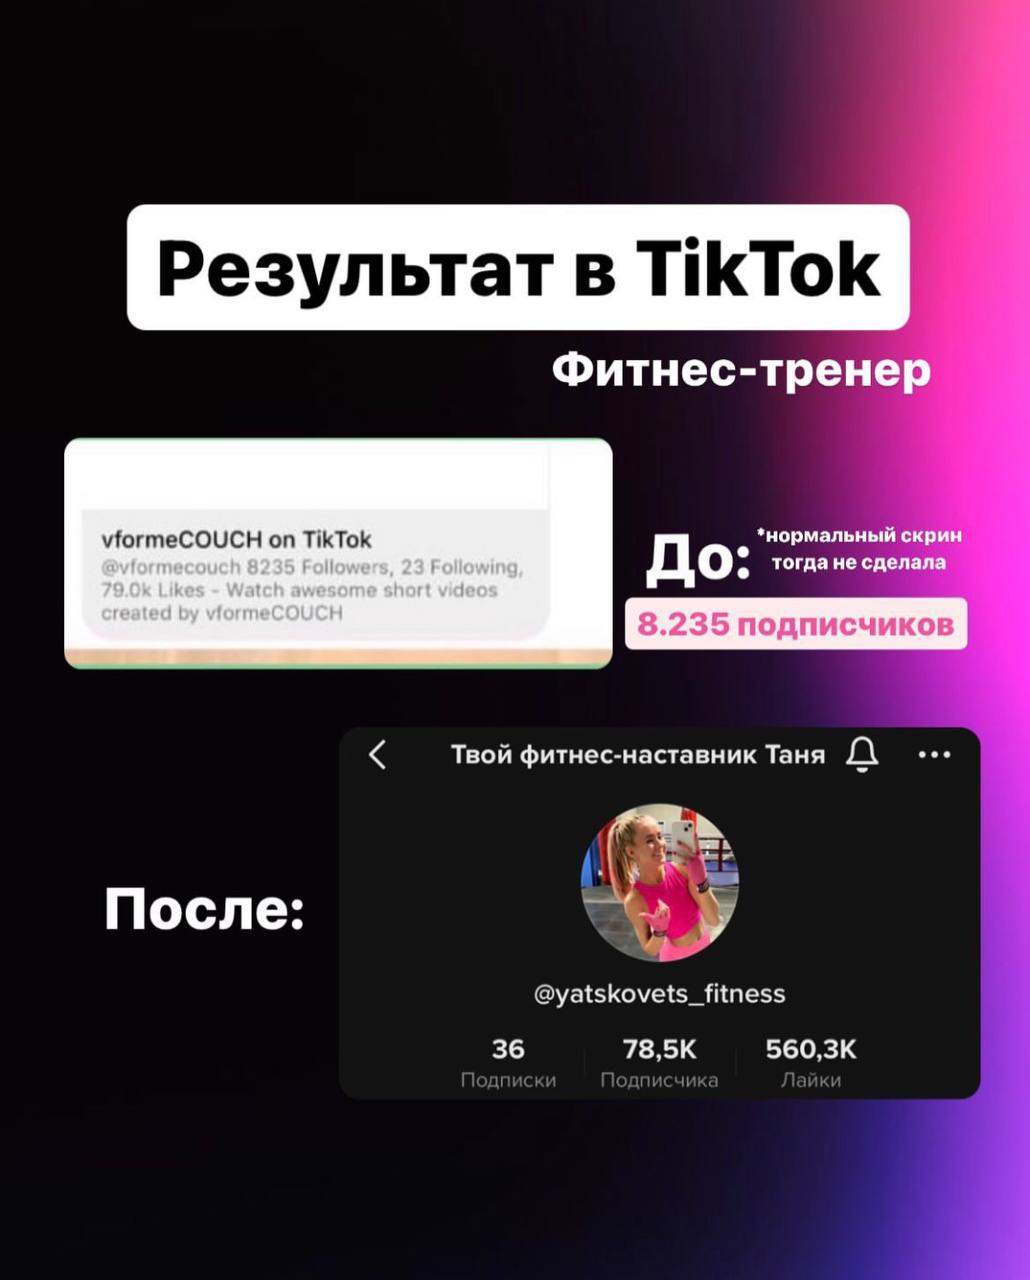 Результат в TikTok
Фитнес-тренер
vformeCOUCH on TikTok
@vformecouch 8235 Followers, 23 Following,
79.0k Likes - Watch awesome short videos
created by vformeCOUCH
До:
*нормальный скрин
тогда не сделала
8.235 подписчиков
После:
Твой фитнес-наставник Таня
@yatskovets_fitness
36 78,5K 560,3K
Подписки Подписчика Лайки